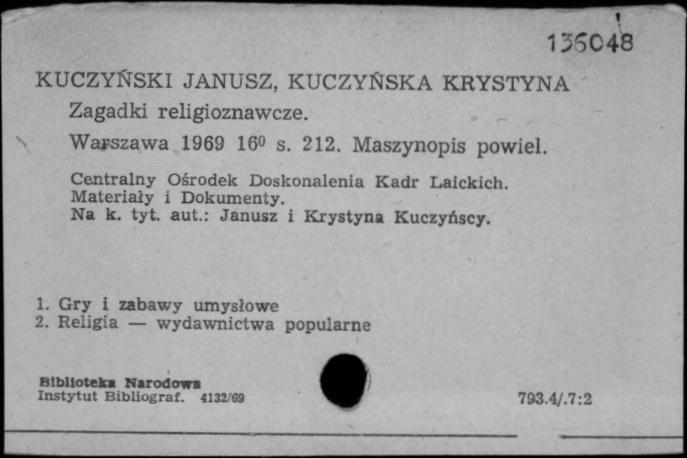 136048
KUCZYŃSKI JANUSZ, KUCZYŃSKA KRYSTYNA
Zagadki religioznawcze.
Warszawa 1969 16⁰ s. 212. Maszynopis powiel.
Centralny Ośrodek Doskonalenia Kadr Laickich.
Materiały i Dokumenty.
Na k. tyt. aut.: Janusz i Krystyna Kuczyńscy.
1. Gry i zabawy umysłowe
2. Religia — wydawnictwa popularne
Biblioteka Narodowa
Instytut Bibliograf. 4132/69
793.4/.7:2